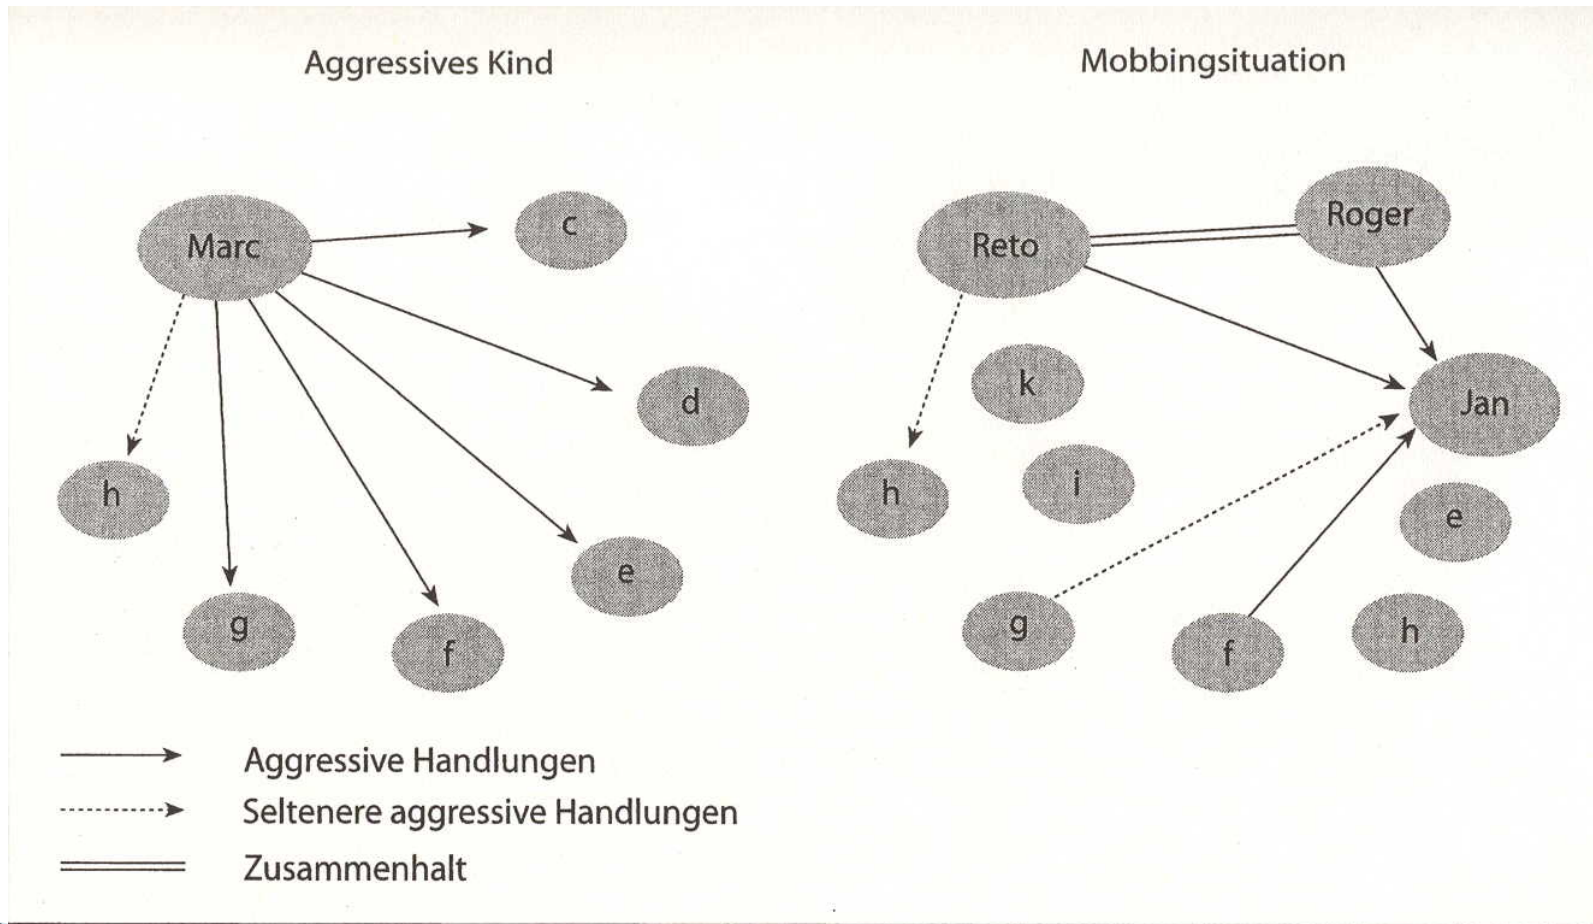 Aggressives Kind
Marc
c
d
e
f
g
h
Mobbingsituation
Reto
Roger
Jan
k
i
h
e
g
f
h
Aggressive Handlungen
Seltenere aggressive Handlungen
Zusammenhalt